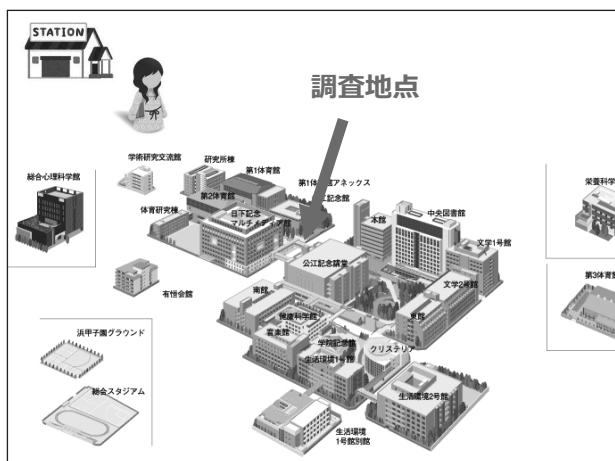 STATION
調査地点
学術研究交流館
研究所棟
第1体育館
総合心理科学館
第2体育館
江記念館
栄養科学
体育研究棟
日下記念
マルチメディア館
本館
中央図書館
文学1号館
公江記念講堂
有恒会館
南館
文学2号館
第3体育館
健康科学館
東館
浜甲子園グラウンド
音楽館
学院記念館
クリステリア
生活環境1号館
総合スタジアム
生活環境2号館
生活環境
1号館別館